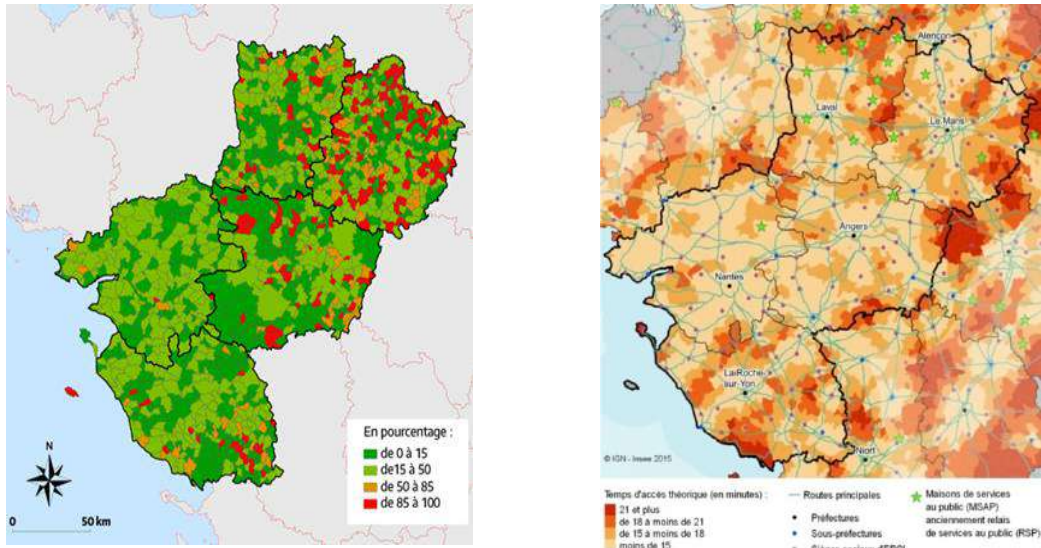 En pourcentage :
de 0 à 15
de15 à 50
de 50 à 85
de 85 à 100
N
0 50 km
Alençon
Laval
Le Mans
Angers
Nantes
La Roche-
sur-Yon
Niort
© IGN - Insee 2015
Temps d'accès théorique (en minutes) :
21 et plus
de 18 à moins de 21
de 15 à moins de 18
moins de 15
Routes principales
Préfectures
Sous-préfectures
Maisons de services
au public (MSAP)
anciennement relais
de services au public (RSP)